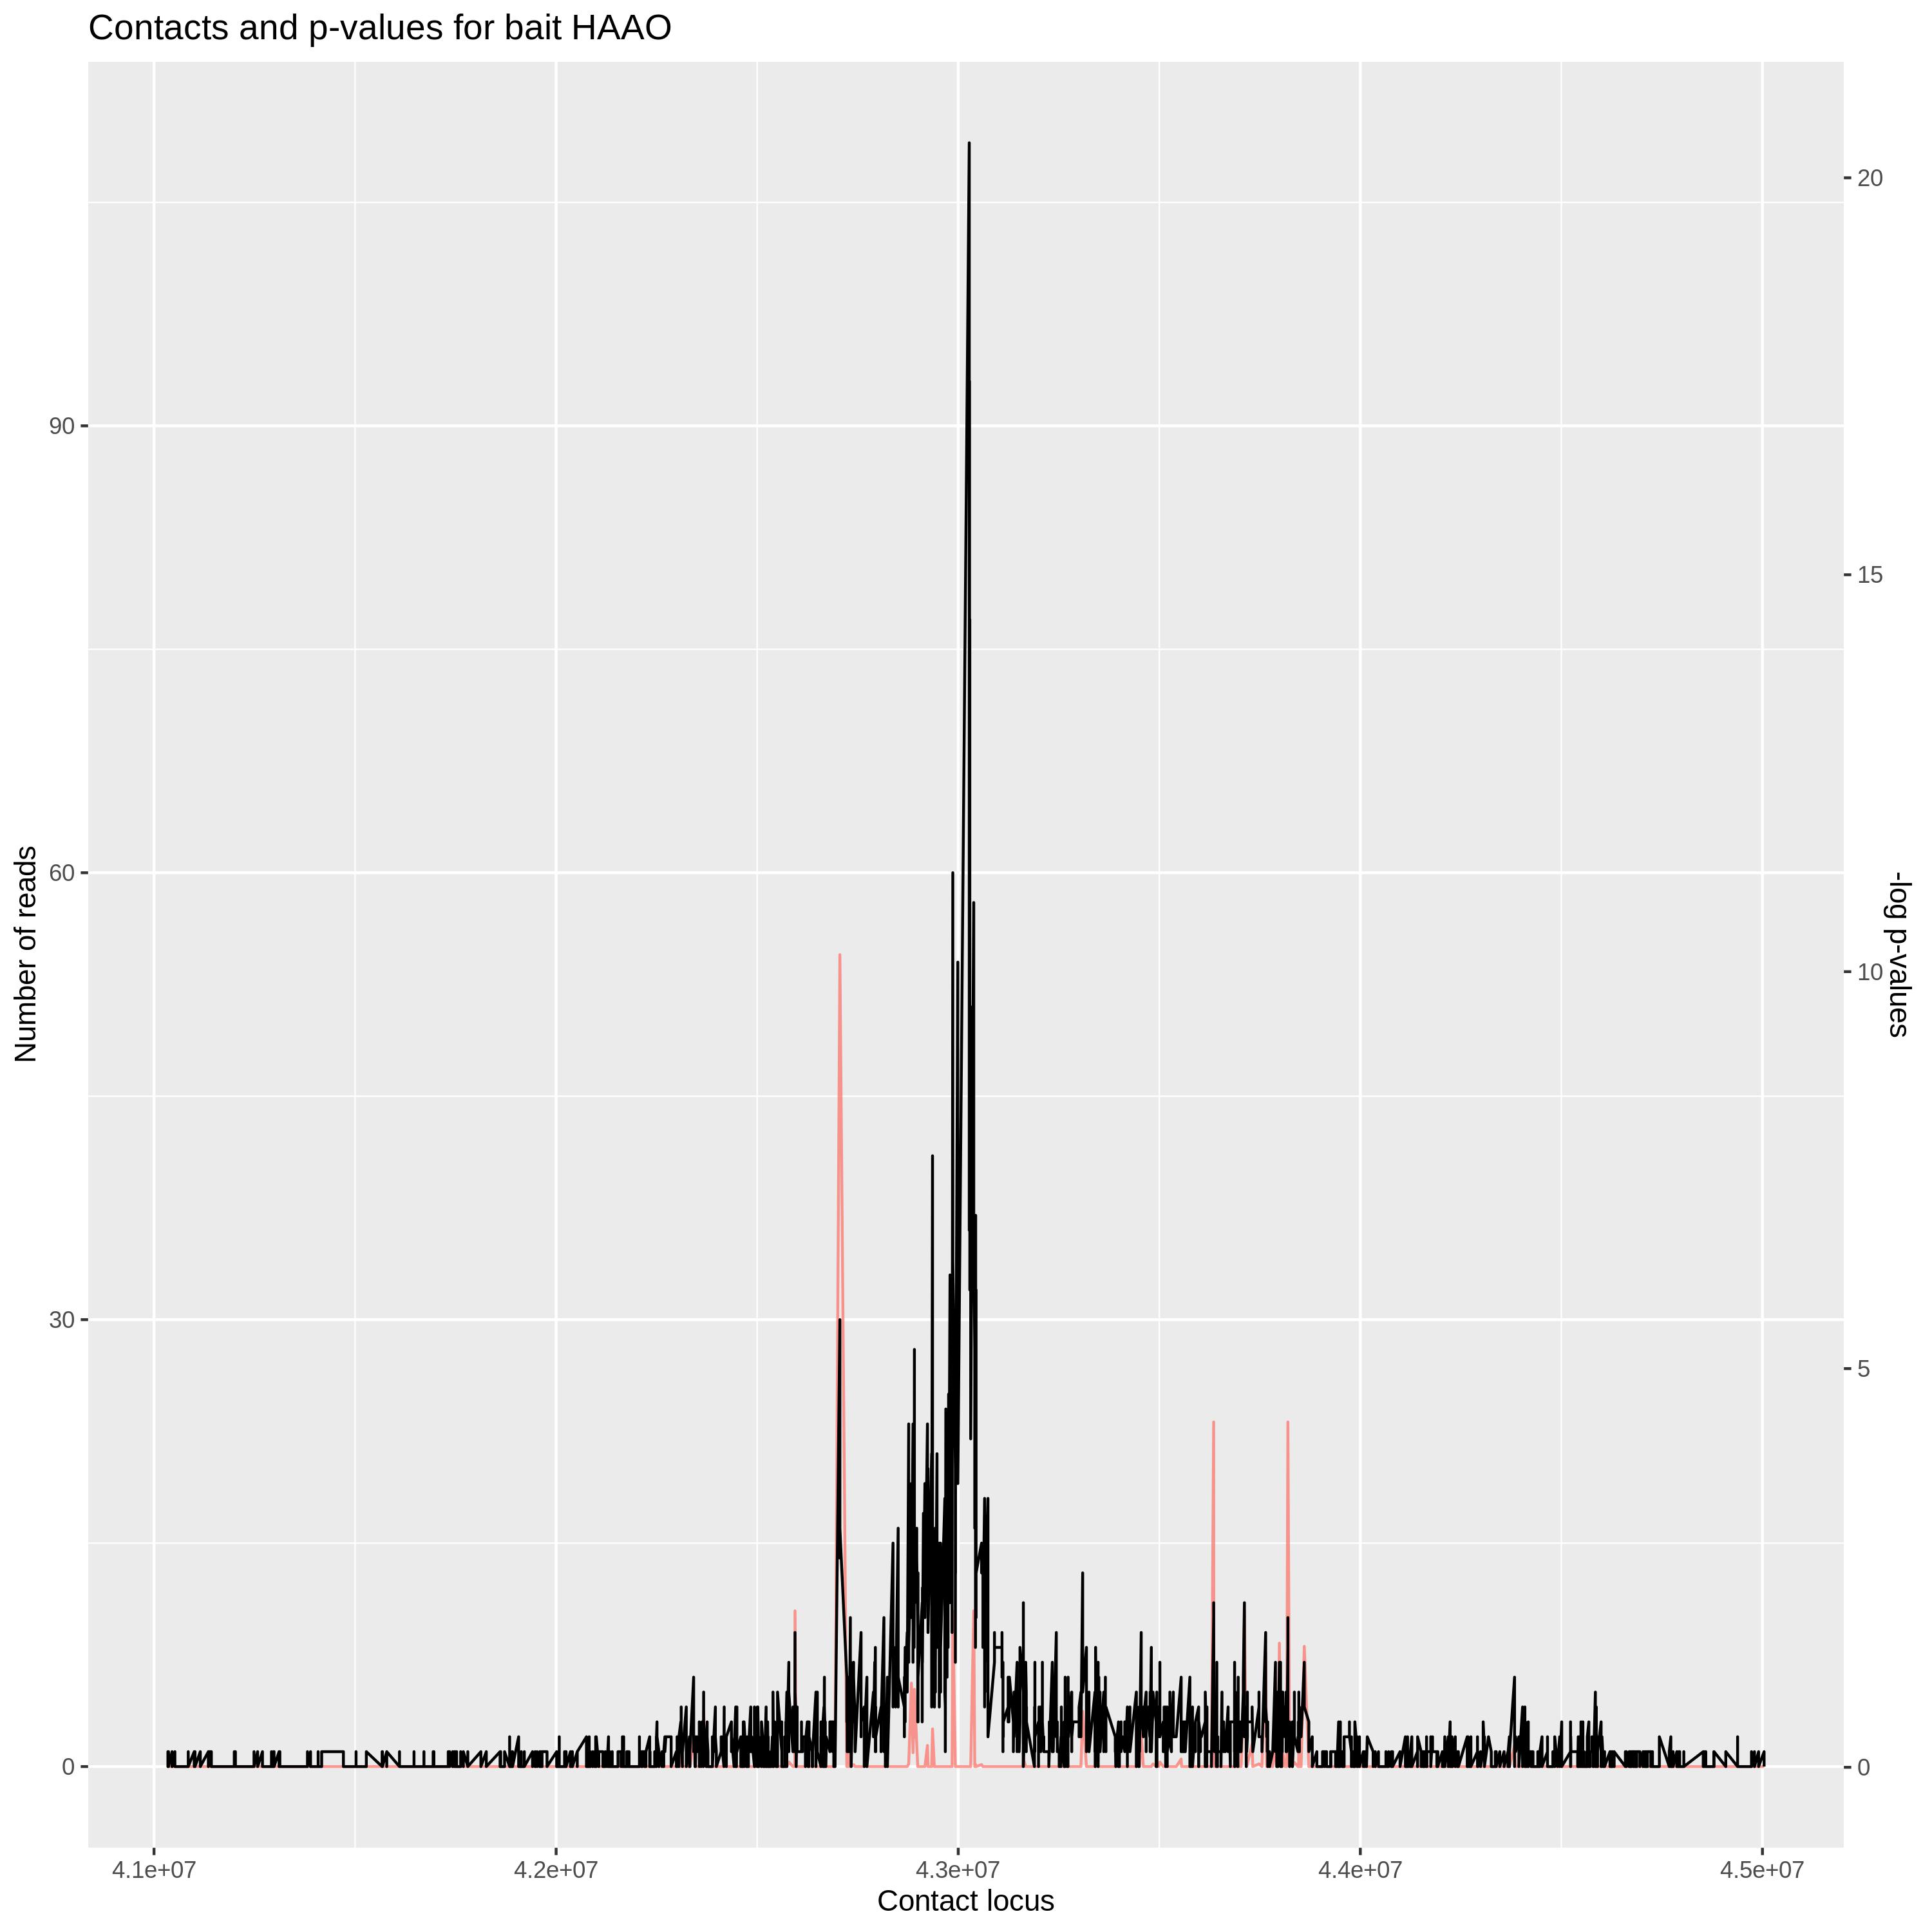 Contacts and p-values for bait HAAO
90
60
30
0
Number of reads
20
15
10
5
0
-log p-values
4.1e+07
4.2e+07
4.3e+07
4.4e+07
4.5e+07
Contact locus